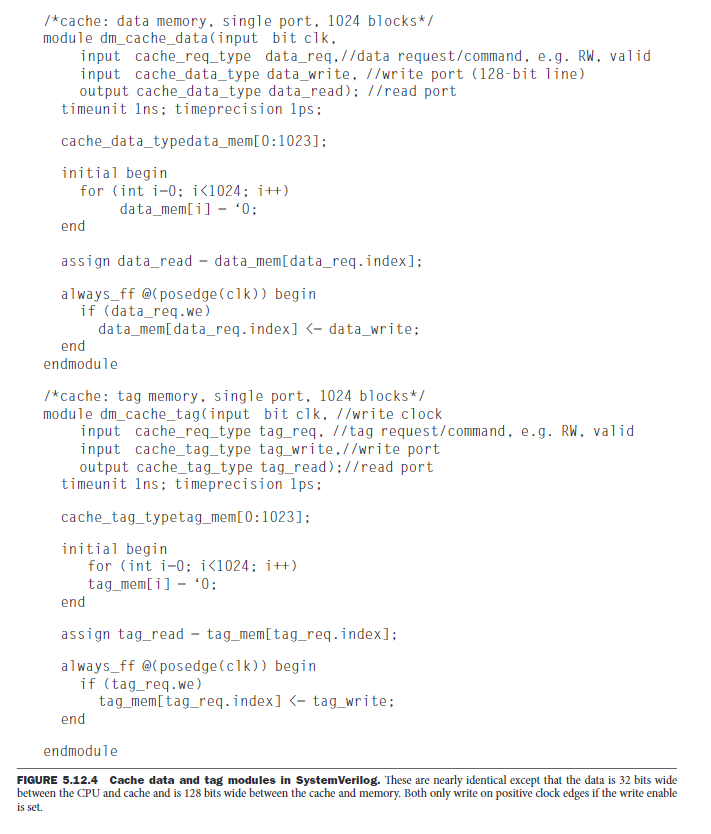 /*cache: data memory, single port, 1024 blocks*/
module dm_cache_data(input bit clk,
input cache_req_type data_req,//data request/command, e.g. RW, valid
input cache_data_type data_write, //write port (128-bit line)
output cache_data_type data_read); //read port
timeunit 1ns; timeprecision 1ps;
cache_data_typedata_mem[0:1023];
initial begin
for (int i=0; i<1024; i++)
data_mem[i] = ‘0;
end
assign data_read = data_mem[data_req.index];
always_ff @(posedge(clk)) begin
if (data_req.we)
data_mem[data_req.index] <= data_write;
end
endmodule
/*cache: tag memory, single port, 1024 blocks*/
module dm_cache_tag(input bit clk, //write clock
input cache_req_type tag_req, //tag request/command, e.g. RW, valid
input cache_tag_type tag_write,//write port
output cache_tag_type tag_read);//read port
timeunit 1ns; timeprecision 1ps;
cache_tag_typetag_mem[0:1023];
initial begin
for (int i=0; i<1024; i++)
tag_mem[i] = ‘0;
end
assign tag_read = tag_mem[tag_req.index];
always_ff @(posedge(clk)) begin
if (tag_req.we)
tag_mem[tag_req.index] <= tag_write;
end
endmodule
FIGURE 5.12.4 Cache data and tag modules in SystemVerilog. These are nearly identical except that the data is 32 bits wide
between the CPU and cache and is 128 bits wide between the cache and memory. Both only write on positive clock edges if the write enable
is set.